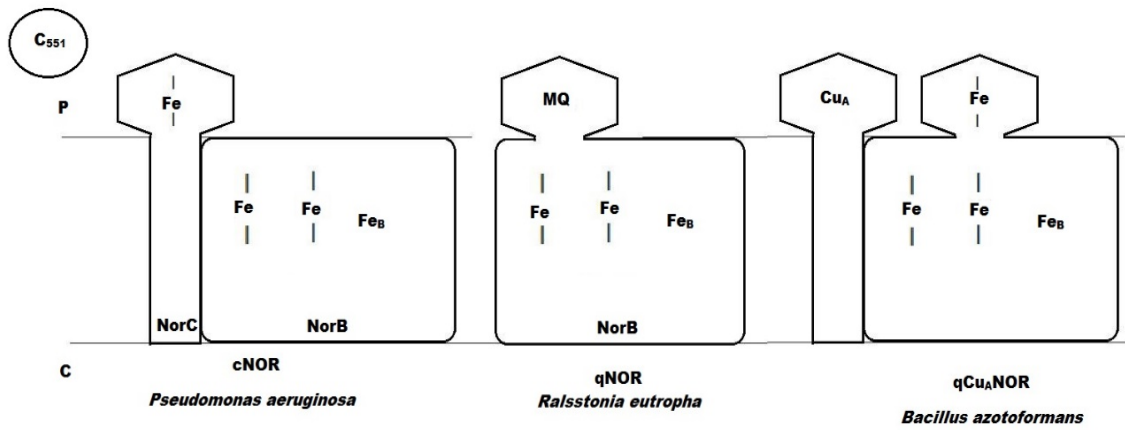 C551
P
Fe
MQ
CuA
Fe
Fe
Fe
FeB
Fe
Fe
FeB
Fe
Fe
FeB
NorC
NorB
NorB
C
cNOR
qNOR
qCuANOR
Pseudomonas aeruginosa
Ralsstonia eutropha
Bacillus azotoformans